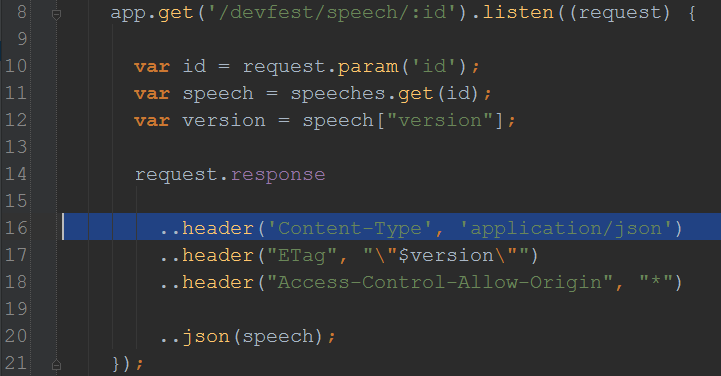 8 app.get('/devfest/speech/:id').listen((request) {
9
10 var id = request.param('id');
11 var speech = speeches.get(id);
12 var version = speech["version"];
13
14 request.response
15
16 ..header('Content-Type', 'application/json')
17 ..header("ETag", "\"$version\"")
18 ..header("Access-Control-Allow-Origin", "*")
19
20 ..json(speech);
21 });